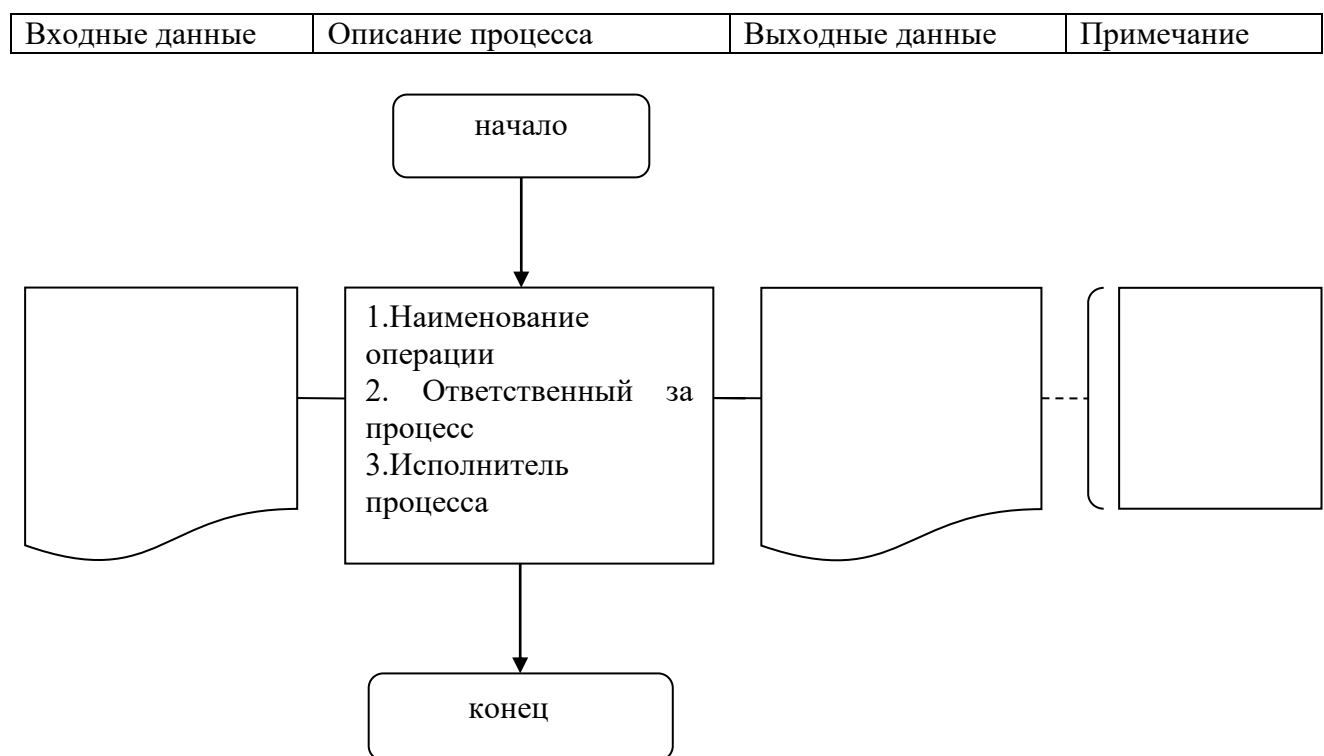 Входные данные Описание процесса Выходные данные Примечание
начало
1.Наименование
операции
2. Ответственный за
процесс
3.Исполнитель
процесса
конец